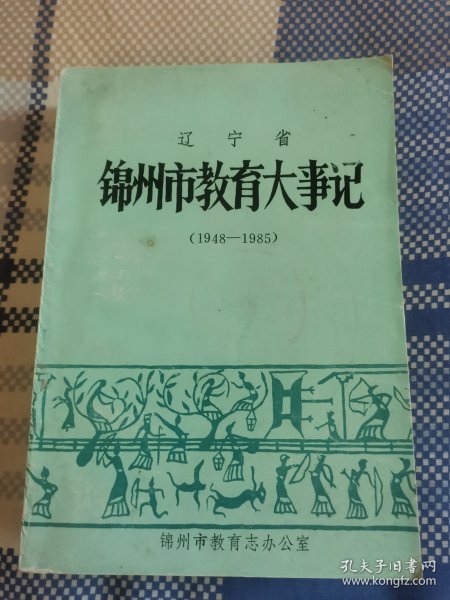 辽宁省
锦州市教育大事记
(1948—1985)
锦州市教育志办公室
孔夫子旧书网
www.kongfz.com